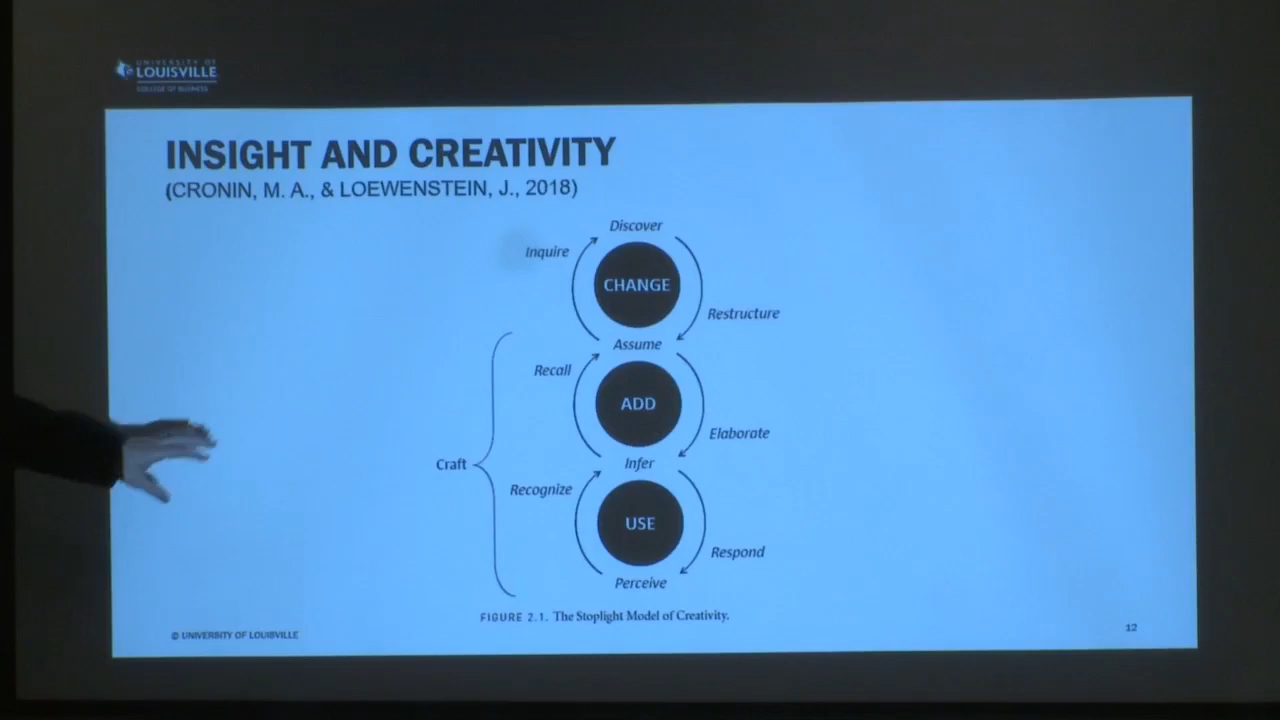 UNIVERSITY OF
LOUISVILLE
COLLEGE OF BUSINESS
INSIGHT AND CREATIVITY
(CRONIN, M. A., & LOEWENSTEIN, J., 2018)
Discover
Inquire
CHANGE
Restructure
Assume
Recall
ADD
Elaborate
Craft
Infer
Recognize
USE
Respond
Perceive
FIGURE 2.1. The Stoplight Model of Creativity.
© UNIVERSITY OF LOUISVILLE
12